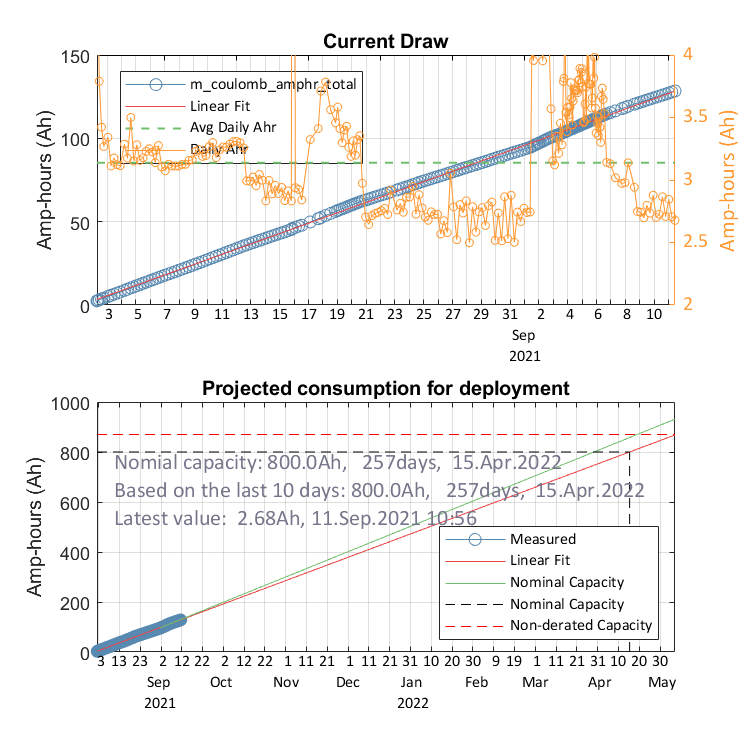 Current Draw
150
100
50
0
Amp-hours (Ah)
m_coulomb_amphr_total
Linear Fit
Avg Daily Ahr
Daily Ahr
4
3.5
3
2.5
2
Amp-hours (Ah)
3 5 7 9 11 13 15 17 19 21 23 25 27 29 31 2 4 6 8 10
Sep
2021
Projected consumption for deployment
1000
800
600
400
200
0
Amp-hours (Ah)
Nomial capacity: 800.0Ah, 257days, 15.Apr.2022
Based on the last 10 days: 800.0Ah, 257days, 15.Apr.2022
Latest value: 2.68Ah, 11.Sep.2021 10:56
Measured
Linear Fit
Nominal Capacity
Nominal Capacity
Non-derated Capacity
3 13 23 2 12 22 2 12 22 1 11 21 1 11 21 31 10 20 30 9 19 1 11 21 31 10 20 30
Sep Oct Nov Dec Jan Feb Mar Apr May
2021 2022